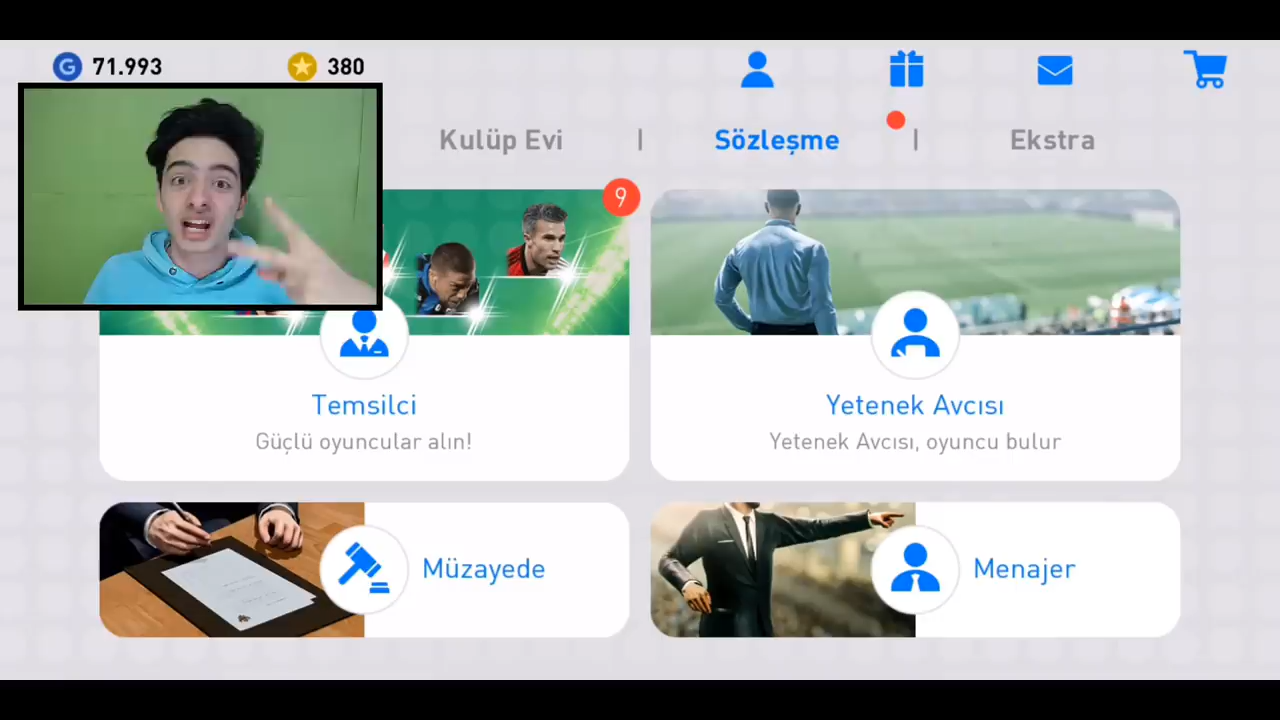 71.993
380
Kulüp Evi | Sözleşme | Ekstra
9
Temsilci
Güçlü oyuncular alın!
Yetenek Avcısı
Yetenek Avcısı, oyuncu bulur
Müzayede
Menajer